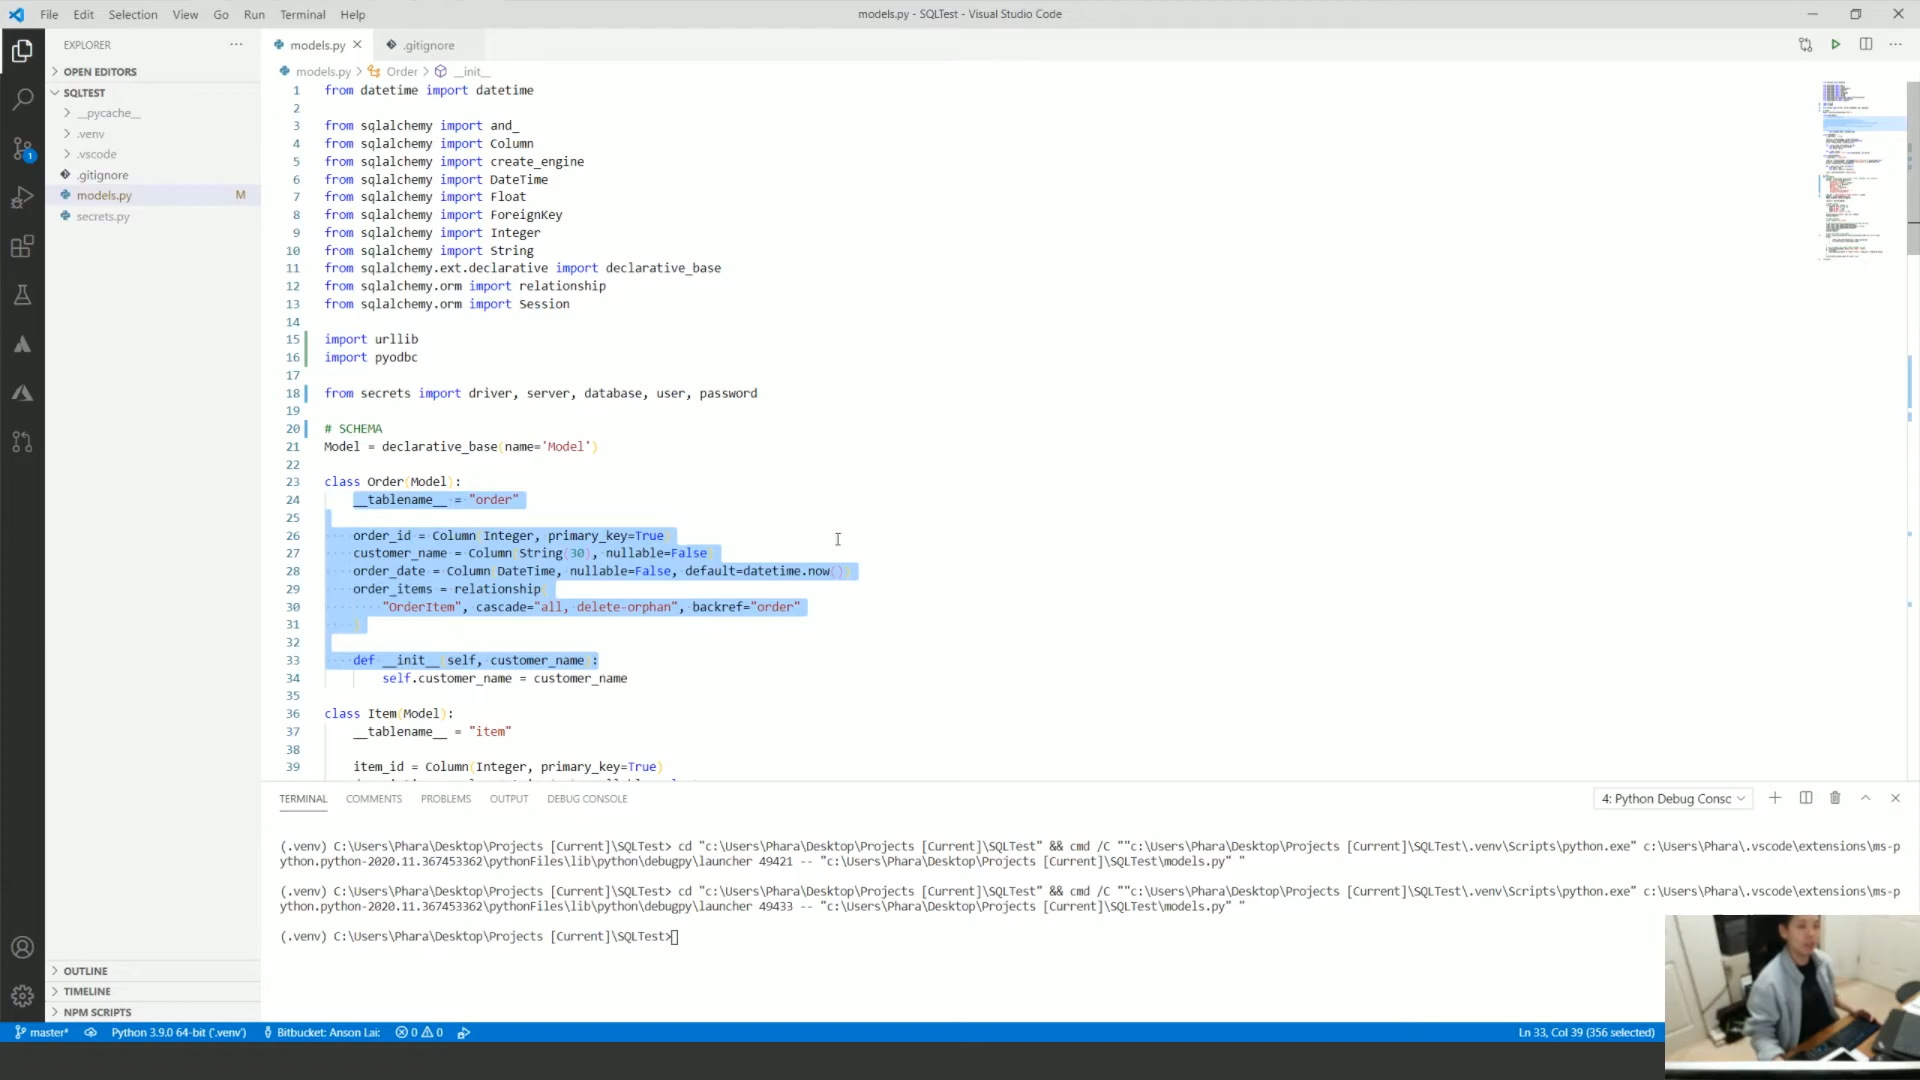 File Edit Selection View Go Run Terminal Help
models.py - SQLTest - Visual Studio Code
EXPLORER
OPEN EDITORS
SQLTEST
__pycache__
.venv
.vscode
.gitignore
models.py M
secrets.py
OUTLINE
TIMELINE
NPM SCRIPTS
1
models.py
.gitignore
models.py > Order > __init__
1 from datetime import datetime
2
3 from sqlalchemy import and_
4 from sqlalchemy import Column
5 from sqlalchemy import create_engine
6 from sqlalchemy import DateTime
7 from sqlalchemy import Float
8 from sqlalchemy import ForeignKey
9 from sqlalchemy import Integer
10 from sqlalchemy import String
11 from sqlalchemy.ext.declarative import declarative_base
12 from sqlalchemy.orm import relationship
13 from sqlalchemy.orm import Session
14
15 import urllib
16 import pyodbc
17
18 from secrets import driver, server, database, user, password
19
20 # SCHEMA
21 Model = declarative_base(name='Model')
22
23 class Order(Model):
24 __tablename__ = "order"
25
26 order_id = Column(Integer, primary_key=True)
27 customer_name = Column(String(30), nullable=False)
28 order_date = Column(DateTime, nullable=False, default=datetime.now())
29 order_items = relationship(
30 "OrderItem", cascade="all, delete-orphan", backref="order"
31 )
32
33 def __init__(self, customer_name):
34 self.customer_name = customer_name
35
36 class Item(Model):
37 __tablename__ = "item"
38
39 item_id = Column(Integer, primary_key=True)
TERMINAL COMMENTS PROBLEMS OUTPUT DEBUG CONSOLE
4: Python Debug Consc
(.venv) C:\Users\Phara\Desktop\Projects [Current]\SQLTest> cd "c:\Users\Phara\Desktop\Projects [Current]\SQLTest" && cmd /C ""c:\Users\Phara\Desktop\Projects [Current]\SQLTest\.venv\Scripts\python.exe" c:\Users\Phara\.vscode\extensions\ms-p
ython.python-2020.11.367453362\pythonFiles\lib\python\debugpy\launcher 49421 -- "c:\Users\Phara\Desktop\Projects [Current]\SQLTest\models.py" "
(.venv) C:\Users\Phara\Desktop\Projects [Current]\SQLTest> cd "c:\Users\Phara\Desktop\Projects [Current]\SQLTest" && cmd /C ""c:\Users\Phara\Desktop\Projects [Current]\SQLTest\.venv\Scripts\python.exe" c:\Users\Phara\.vscode\extensions\ms-p
ython.python-2020.11.367453362\pythonFiles\lib\python\debugpy\launcher 49433 -- "c:\Users\Phara\Desktop\Projects [Current]\SQLTest\models.py" "
(.venv) C:\Users\Phara\Desktop\Projects [Current]\SQLTest>
master* Python 3.9.0 64-bit ('.venv') Bitbucket: Anson Lai: 0 0 Ln 33, Col 39 (356 selected)